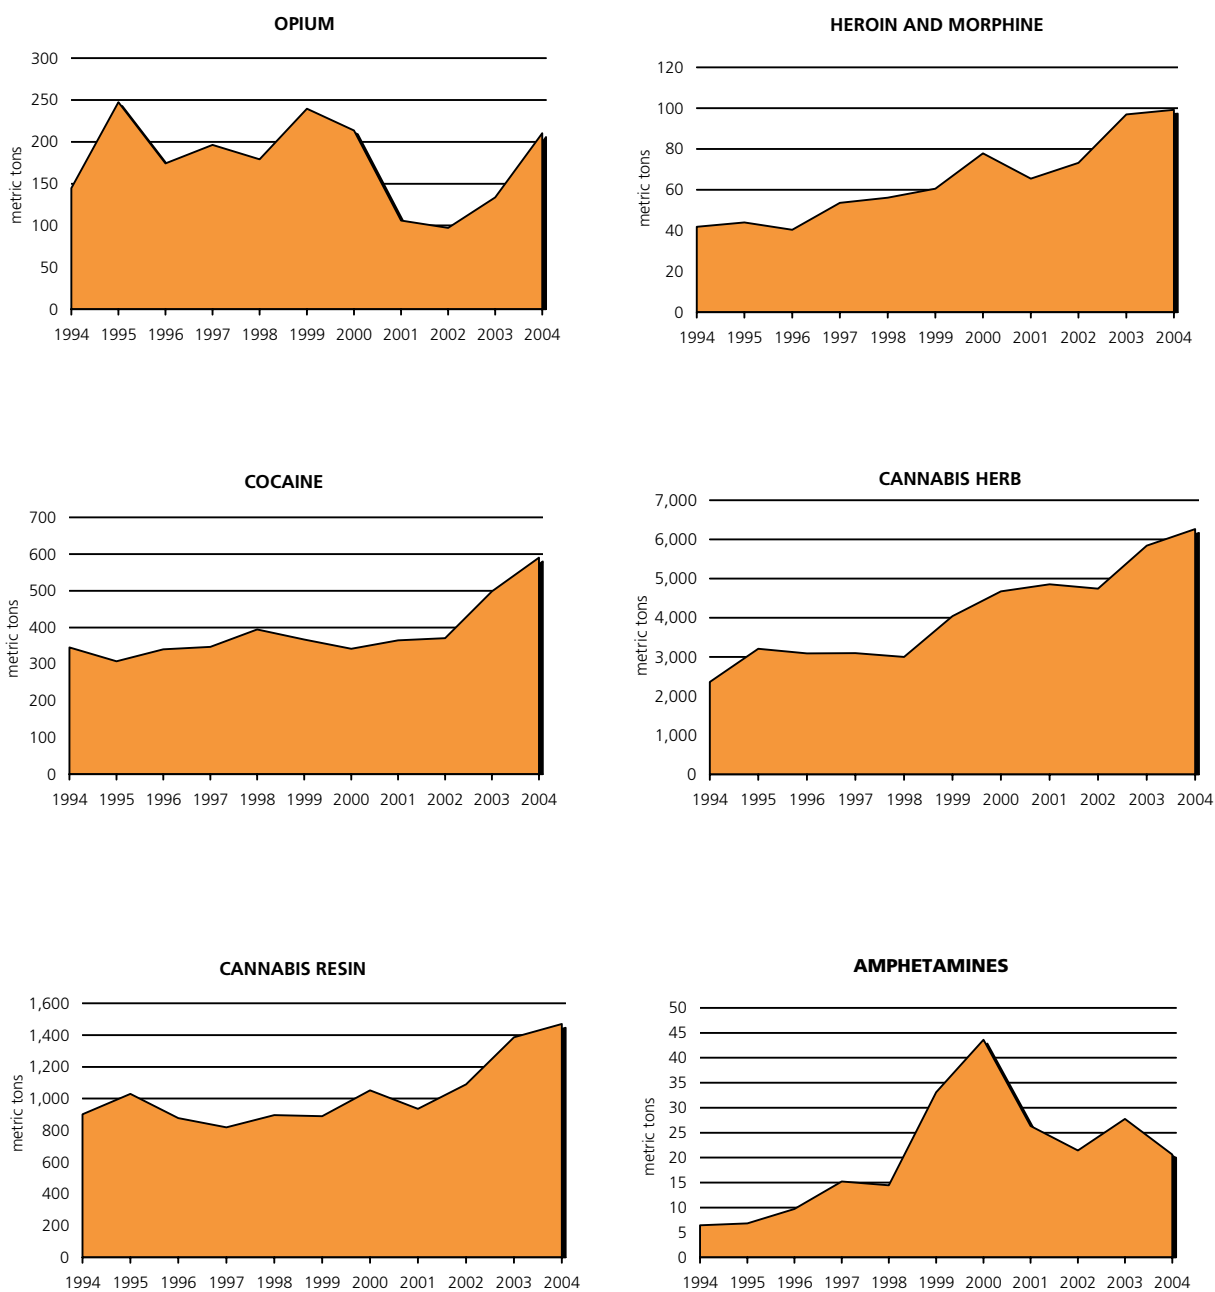 OPIUM
300
250
200
150
100
50
0
metric tons
1994 1995 1996 1997 1998 1999 2000 2001 2002 2003 2004
HEROIN AND MORPHINE
120
100
80
60
40
20
0
metric tons
1994 1995 1996 1997 1998 1999 2000 2001 2002 2003 2004
COCAINE
700
600
500
400
300
200
100
0
metric tons
1994 1995 1996 1997 1998 1999 2000 2001 2002 2003 2004
CANNABIS HERB
7,000
6,000
5,000
4,000
3,000
2,000
1,000
0
metric tons
1994 1995 1996 1997 1998 1999 2000 2001 2002 2003 2004
CANNABIS RESIN
1,600
1,400
1,200
1,000
800
600
400
200
0
metric tons
1994 1995 1996 1997 1998 1999 2000 2001 2002 2003 2004
AMPHETAMINES
50
45
40
35
30
25
20
15
10
5
0
metric tons
1994 1995 1996 1997 1998 1999 2000 2001 2002 2003 2004